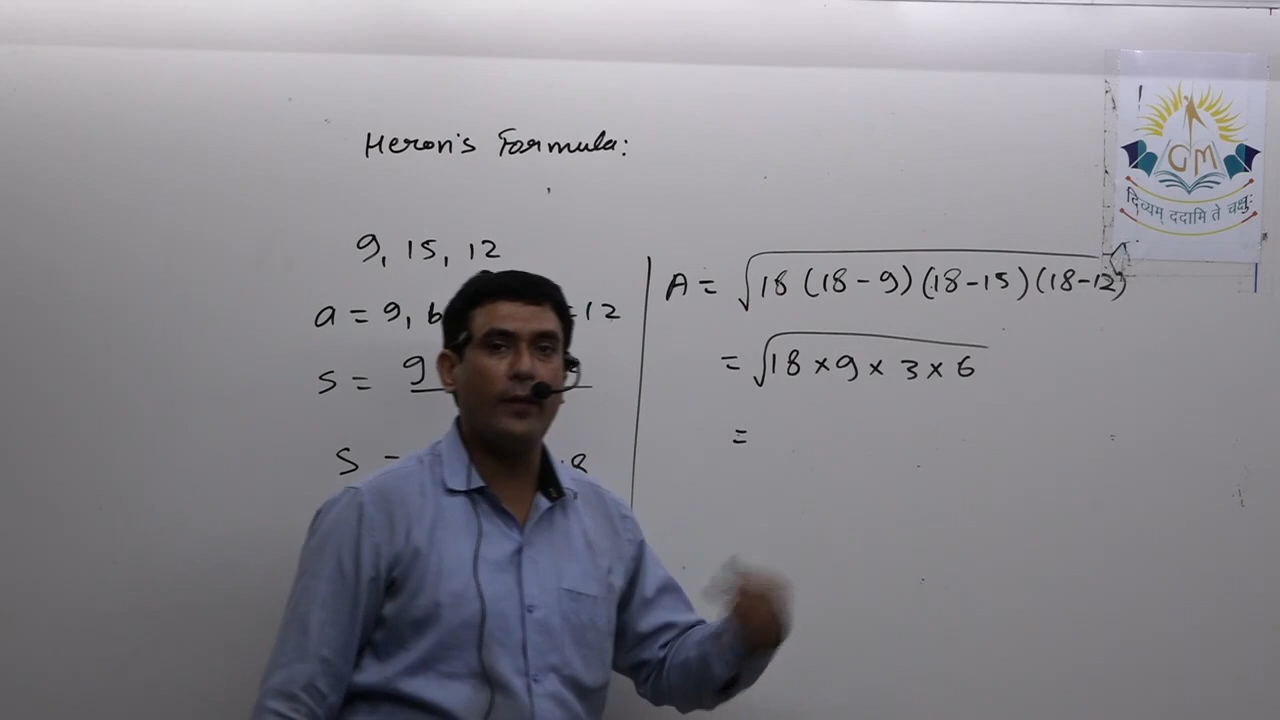 Heron's Formula:
9, 15, 12
a = 9, b = 12
s = 9
s =
A = √18 (18-9) (18-15) (18-12)
= √18 × 9 × 3 × 6
=
GM
दिव्यम् ददामि ते चक्षुः